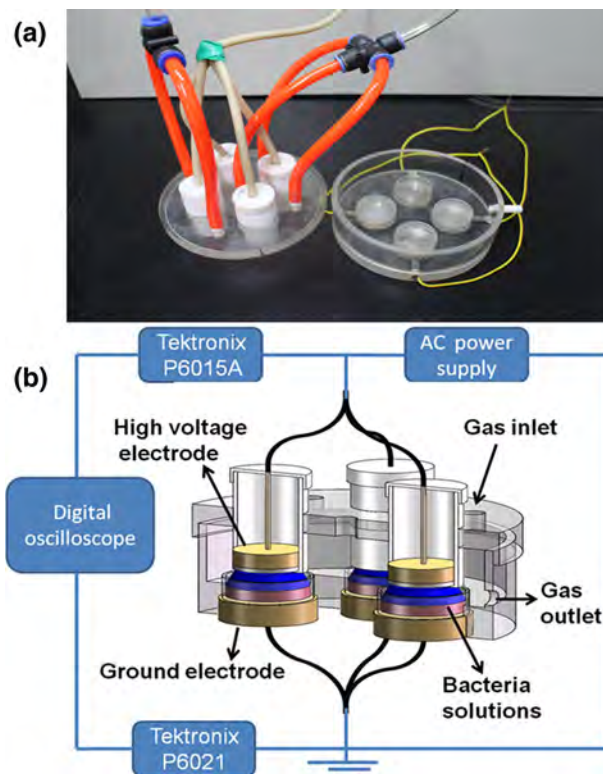 (a)
(b)
Tektronix
P6015A
AC power
supply
High voltage
electrode
Gas inlet
Digital
oscilloscope
Gas
outlet
Ground electrode
Bacteria
solutions
Tektronix
P6021